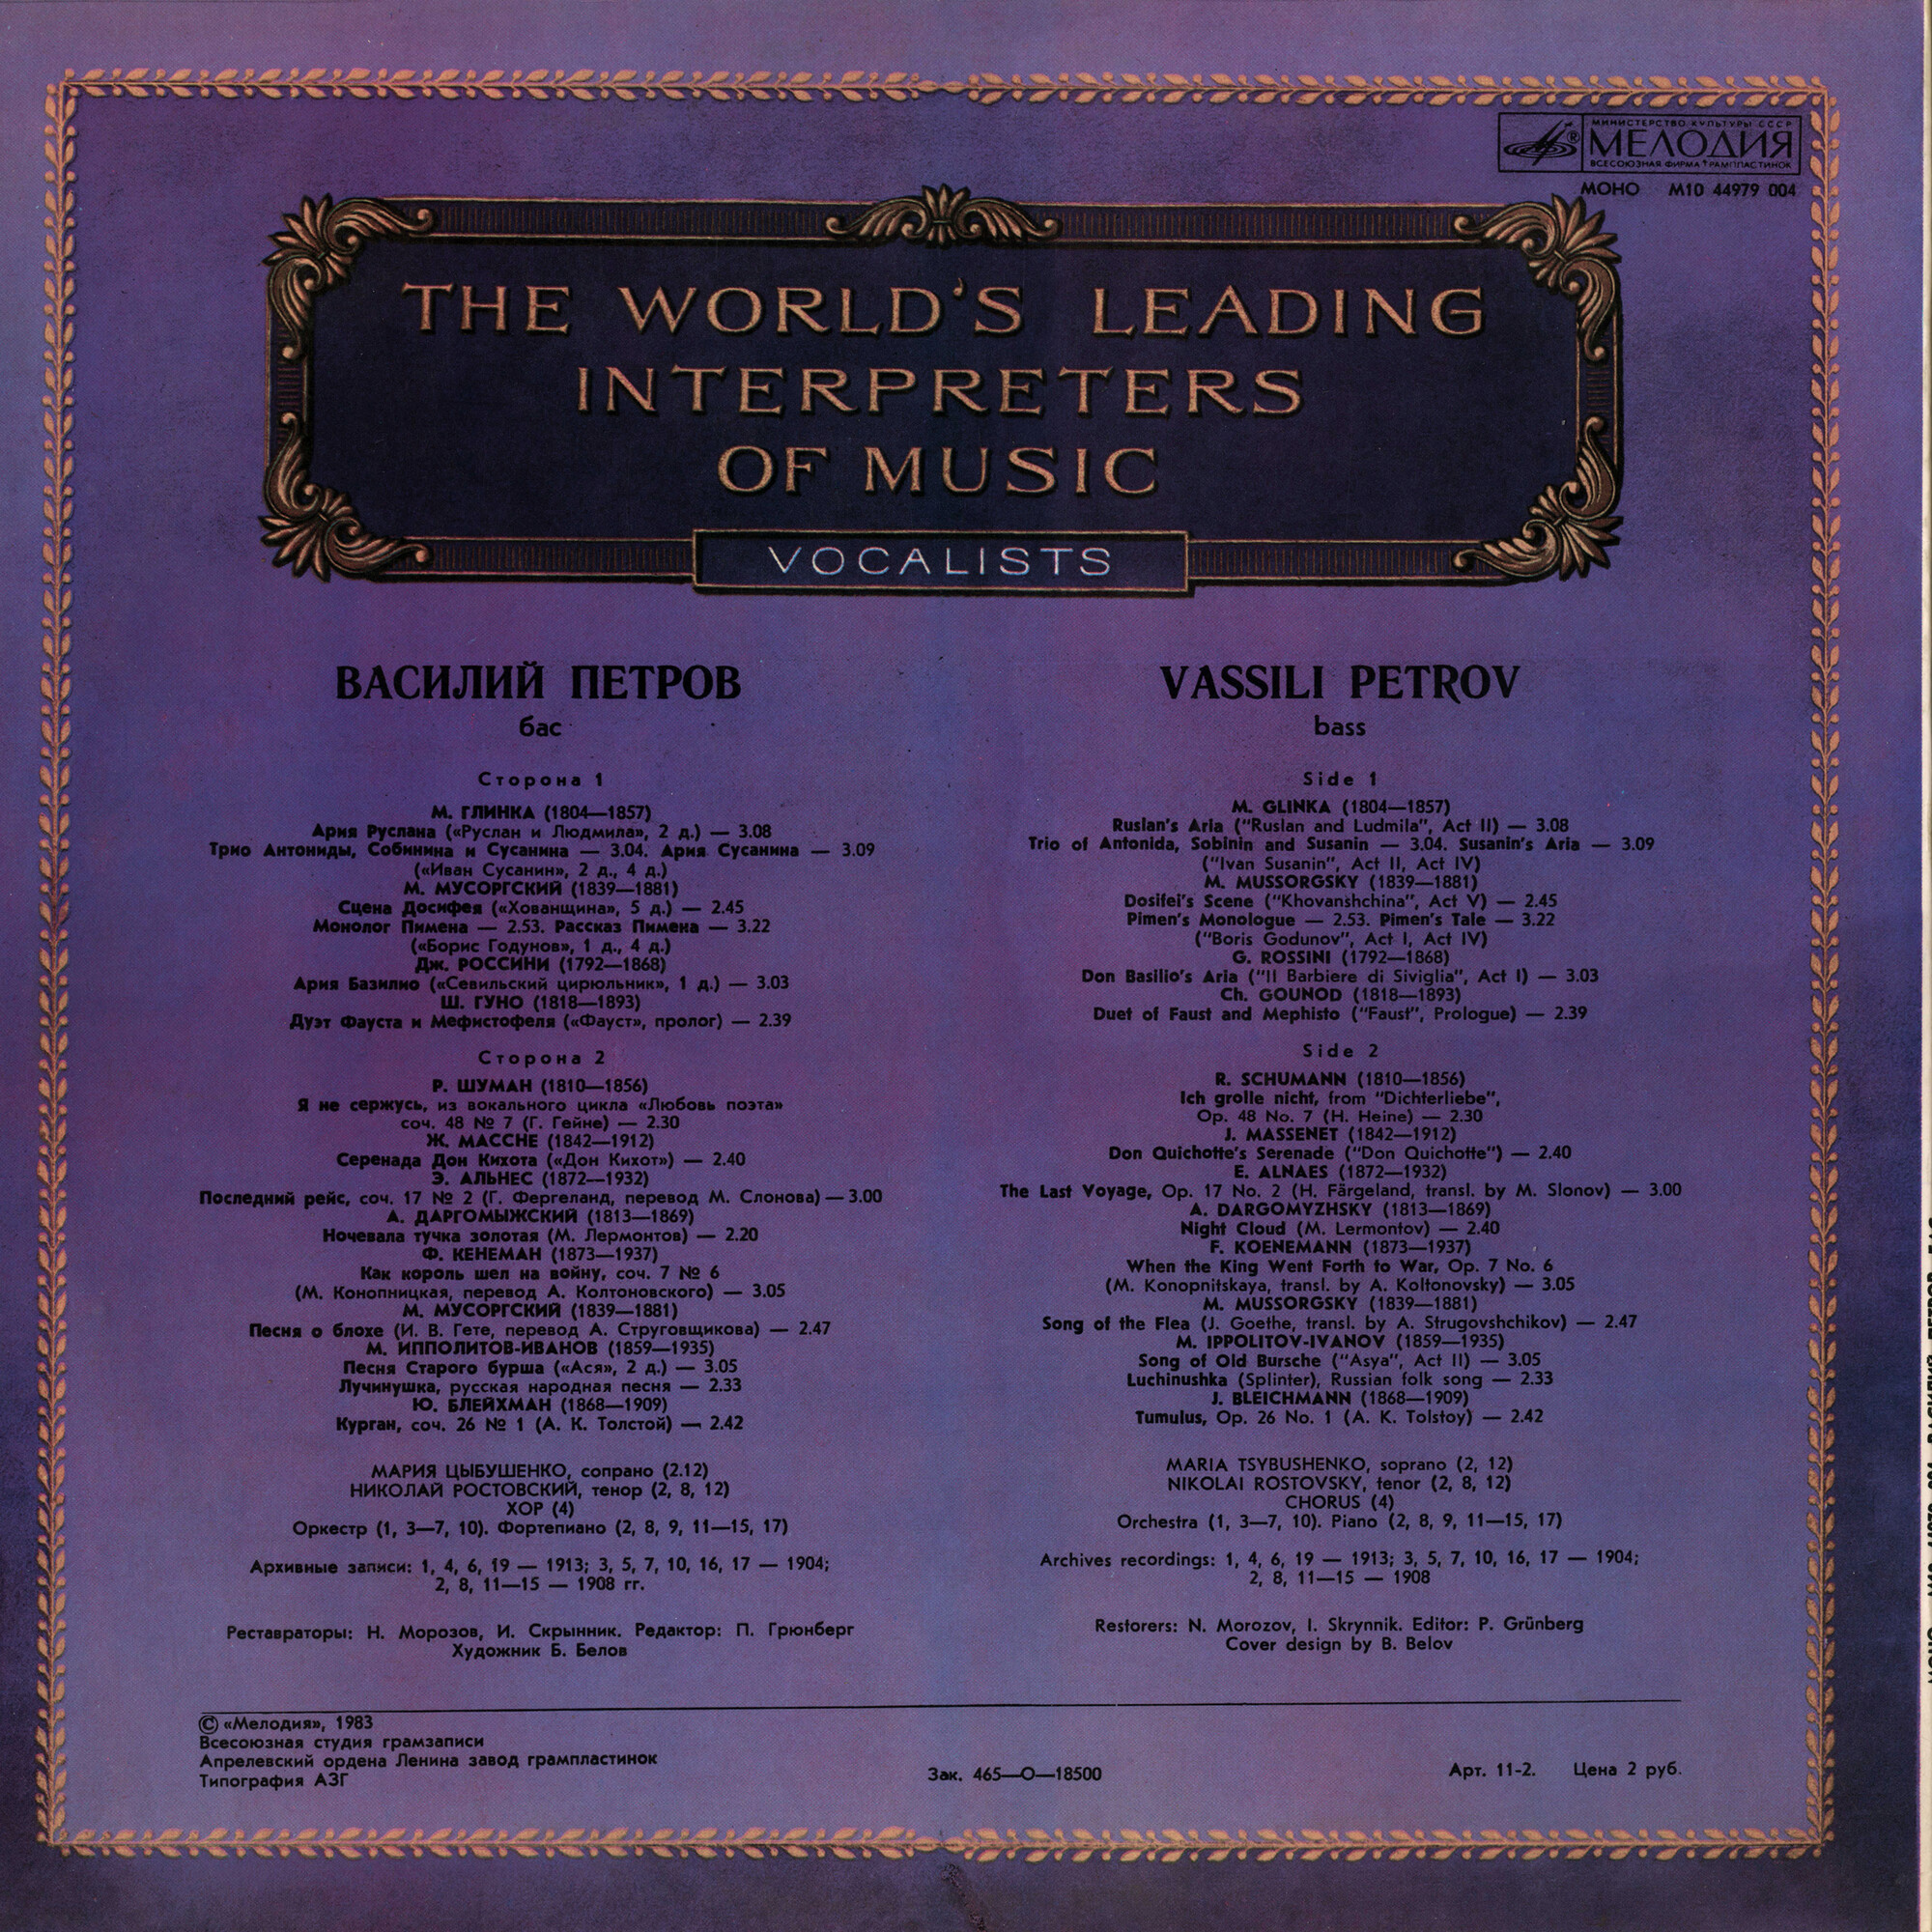 МИНИСТЕРСТВО КУЛЬТУРЫ СССР
МЕЛОДИЯ
ВСЕСОЮЗНАЯ ФИРМА ГРАМПЛАСТИНОК
МОНО М10 44979 004
THE WORLD'S LEADING
INTERPRETERS
OF MUSIC
VOCALISTS
ВАСИЛИЙ ПЕТРОВ
бас
Сторона 1
М. ГЛИНКА (1804—1857)
Ария Руслана («Руслан и Людмила», 2 д.) — 3.08
Трио Антониды, Собинина и Сусанина — 3.04. Ария Сусанина — 3.09
(«Иван Сусанин», 2 д., 4 д.)
М. МУСОРГСКИЙ (1839—1881)
Сцена Досифея («Хованщина», 5 д.) — 2.45
Монолог Пимена — 2.53. Рассказ Пимена — 3.22
(«Борис Годунов», 1 д., 4 д.)
Дж. РОССИНИ (1792—1868)
Ария Базилио («Севильский цирюльник», 1 д.) — 3.03
Ш. ГУНО (1818—1893)
Дуэт Фауста и Мефистофеля («Фауст», пролог) — 2.39
Сторона 2
Р. ШУМАН (1810—1856)
Я не сержусь, из вокального цикла «Любовь поэта»
соч. 48 № 7 (Г. Гейне) — 2.30
Ж. МАССНЕ (1842—1912)
Серенада Дон Кихота («Дон Кихот») — 2.40
Э. АЛЬНЕС (1872—1932)
Последний рейс, соч. 17 № 2 (Г. Фергеланд, перевод М. Слонова) — 3.00
А. ДАРГОМЫЖСКИЙ (1813—1869)
Ночевала тучка золотая (М. Лермонтов) — 2.20
Ф. КЕНЕМАН (1873—1937)
Как король шел на войну, соч. 7 № 6
(М. Конопницкая, перевод А. Колтоновского) — 3.05
М. МУСОРГСКИЙ (1839—1881)
Песня о блохе (И. В. Гете, перевод А. Струговщикова) — 2.47
М. ИППОЛИТОВ-ИВАНОВ (1859—1935)
Песня Старого бурша («Ася», 2 д.) — 3.05
Лучинушка, русская народная песня — 2.33
Ю. БЛЕЙХМАН (1868—1909)
Курган, соч. 26 № 1 (А. К. Толстой) — 2.42
МАРИЯ ЦЫБУШЕНКО, сопрано (2.12)
НИКОЛАЙ РОСТОВСКИЙ, тенор (2, 8, 12)
ХОР (4)
Оркестр (1, 3—7, 10). Фортепиано (2, 8, 9, 11—15, 17)
Архивные записи: 1, 4, 6, 19 — 1913; 3, 5, 7, 10, 16, 17 — 1904;
2, 8, 11—15 — 1908 гг.
Реставраторы: Н. Морозов, И. Скрынник. Редактор: П. Грюнберг
Художник Б. Белов
VASSILI PETROV
bass
Side 1
M. GLINKA (1804—1857)
Ruslan's Aria ("Ruslan and Ludmila", Act II) — 3.08
Trio of Antonida, Sobinin and Susanin — 3.04. Susanin's Aria — 3.09
("Ivan Susanin", Act II, Act IV)
M. MUSSORGSKY (1839—1881)
Dosifei's Scene ("Khovanshchina", Act V) — 2.45
Pimen's Monologue — 2.53. Pimen's Tale — 3.22
("Boris Godunov", Act I, Act IV)
G. ROSSINI (1792—1868)
Don Basilio's Aria ("Il Barbiere di Siviglia", Act I) — 3.03
Ch. GOUNOD (1818—1893)
Duet of Faust and Mephisto ("Faust", Prologue) — 2.39
Side 2
R. SCHUMANN (1810—1856)
Ich grolle nicht, from "Dichterliebe",
Op. 48 No. 7 (H. Heine) — 2.30
J. MASSENET (1842—1912)
Don Quichotte's Serenade ("Don Quichotte") — 2.40
E. ALNAES (1872—1932)
The Last Voyage, Op. 17 No. 2 (H. Färgeland, transl. by M. Slonov) — 3.00
A. DARGOMYZHSKY (1813—1869)
Night Cloud (M. Lermontov) — 2.40
F. KOENEMANN (1873—1937)
When the King Went Forth to War, Op. 7 No. 6
(M. Konopnitskaya, transl. by A. Koltonovsky) — 3.05
M. MUSSORGSKY (1839—1881)
Song of the Flea (J. Goethe, transl. by A. Strugovshchikov) — 2.47
M. IPPOLITOV-IVANOV (1859—1935)
Song of Old Bursche ("Asya", Act II) — 3.05
Luchinushka (Splinter), Russian folk song — 2.33
J. BLEICHMANN (1868—1909)
Tumulus, Op. 26 No. 1 (A. K. Tolstoy) — 2.42
MARIA TSYBUSHENKO, soprano (2, 12)
NIKOLAI ROSTOVSKY, tenor (2, 8, 12)
CHORUS (4)
Orchestra (1, 3—7, 10). Piano (2, 8, 9, 11—15, 17)
Archives recordings: 1, 4, 6, 19 — 1913; 3, 5, 7, 10, 16, 17 — 1904;
2, 8, 11—15 — 1908
Restorers: N. Morozov, I. Skrynnik. Editor: P. Grünberg
Cover design by B. Belov
© «Мелодия», 1983
Всесоюзная студия грамзаписи
Апрелевский ордена Ленина завод грампластинок
Типография АЗГ
Зак. 465—О—18500
Арт. 11-2. Цена 2 руб.